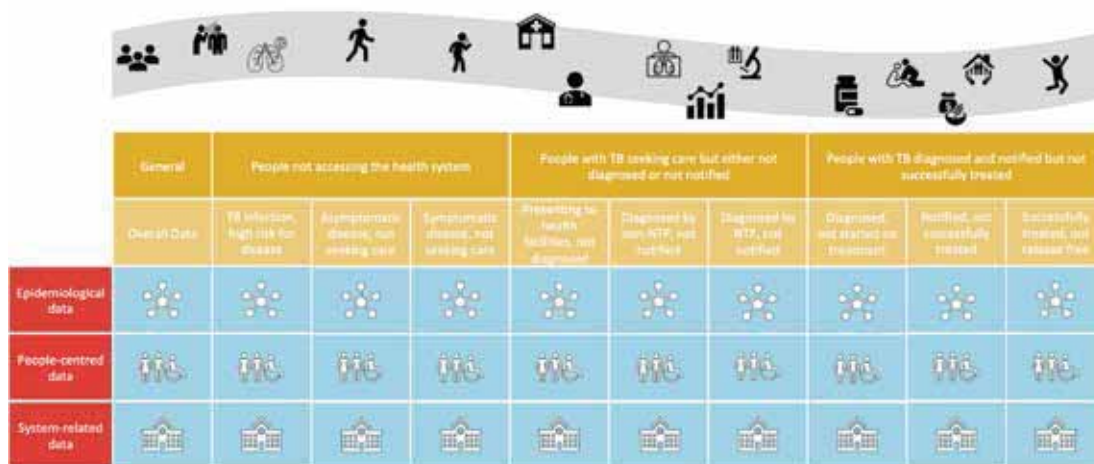 General
People not accessing the health system
People with TB seeking care but either not
diagnosed or not notified
People with TB diagnosed and notified but not
successfully treated
Overall Data
TB infection,
high risk for
disease
Asymptomatic
disease, not
seeking care
Symptomatic
disease, not
seeking care
Presenting to
health
facilities, not
diagnosed
Diagnosed by
non-NTP, not
notified
Diagnosed by
NTP, not
notified
Diagnosed,
not started on
treatment
Notified, not
successfully
treated
Successfully
treated, not
relapse free
Epidemiological
data
People-centred
data
System-related
data